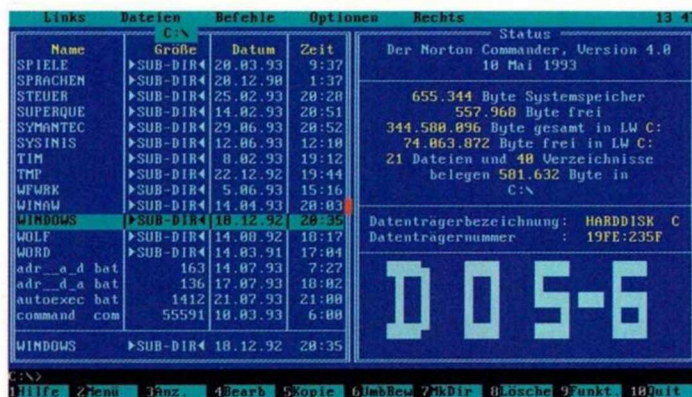 Links Dateien Befehle Optionen Rechts 13 4
C:\
Name Größe Datum Zeit
SPIELE ►SUB-DIR◄ 20.03.93 9:37
SPRACHEN ►SUB-DIR◄ 20.12.90 1:37
STEUER ►SUB-DIR◄ 25.02.93 20:28
SUPERQUE ►SUB-DIR◄ 14.02.93 20:51
SYMANTEC ►SUB-DIR◄ 29.06.93 20:52
SYSINIS ►SUB-DIR◄ 12.06.93 12:10
TIM ►SUB-DIR◄ 8.02.93 19:12
TMP ►SUB-DIR◄ 22.12.92 19:44
WFWRK ►SUB-DIR◄ 5.06.93 15:16
WINAW ►SUB-DIR◄ 14.04.93 20:03
WINDOWS ►SUB-DIR◄ 18.12.92 20:35
WOLF ►SUB-DIR◄ 14.08.92 18:17
WORD ►SUB-DIR◄ 14.03.91 17:04
adr__a_d bat 163 14.07.93 7:27
adr__d_a bat 136 17.07.93 18:02
autoexec bat 1412 21.07.93 21:00
command com 55591 10.03.93 6:00
WINDOWS ►SUB-DIR◄ 18.12.92 20:35
Status
Der Norton Commander, Version 4.0
10 Mai 1993
655.344 Byte Systemspeicher
557.968 Byte frei
344.580.096 Byte gesamt in LW C:
74.063.872 Byte frei in LW C:
21 Dateien und 40 Verzeichnisse
belegen 581.632 Byte in
C:\
Datenträgerbezeichnung: HARDDISK C
Datenträgernummer : 19FE:235F
DOS-6
C:\>
1Hilfe 2Menü 3Anz. 4Bearb 5Kopie 6UmbBew 7MkDir 8Lösche 9Funkt. 10Quit